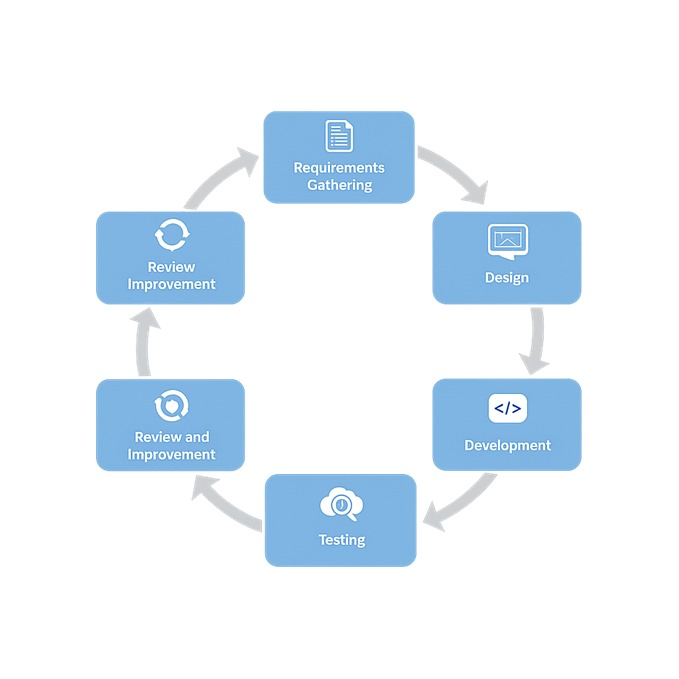 Requirements
Gathering
Design
</>
Development
Testing
Review and
Improvement
Review
Improvement